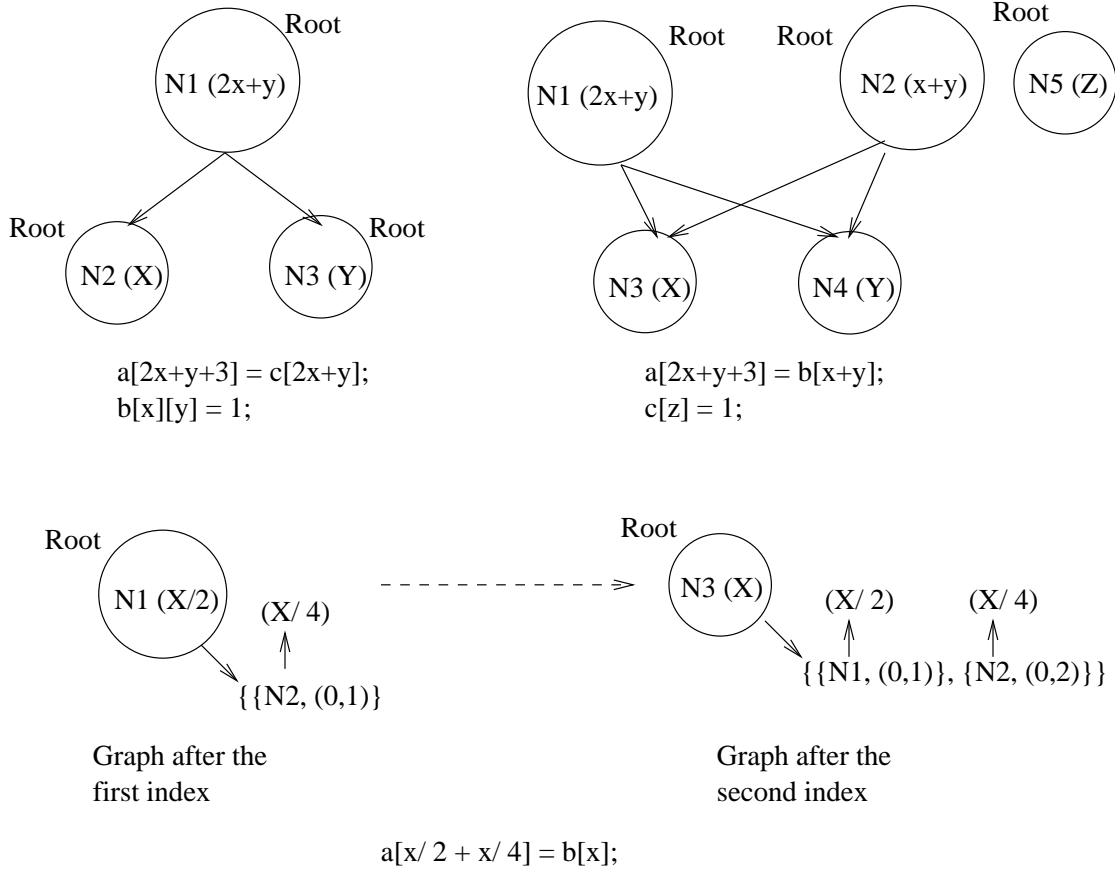 Root
N1 (2x+y)
Root
N2 (X)
Root
N3 (Y)
a[2x+y+3] = c[2x+y];
b[x][y] = 1;
Root
N1 (2x+y)
Root
N2 (x+y)
Root
N5 (Z)
N3 (X)
N4 (Y)
a[2x+y+3] = b[x+y];
c[z] = 1;
Root
N1 (X/2)
(X/ 4)
{{N2, (0,1)}
Graph after the
first index
Root
N3 (X)
(X/ 2)
(X/ 4)
{{N1, (0,1)}, {N2, (0,2)}}
Graph after the
second index
a[x/ 2 + x/ 4] = b[x];